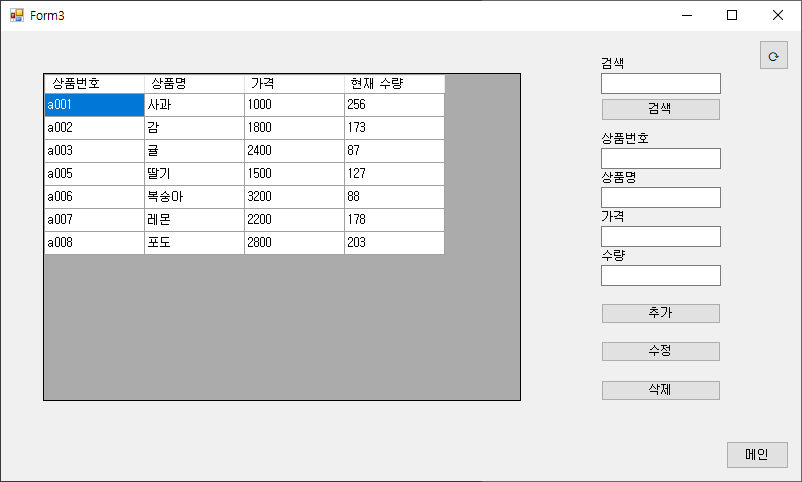 Form3
상품번호 상품명 가격 현재 수량
a001 사과 1000 256
a002 감 1800 173
a003 귤 2400 87
a005 딸기 1500 127
a006 복숭아 3200 88
a007 레몬 2200 178
a008 포도 2800 203
검색
검색
상품번호
상품명
가격
수량
추가
수정
삭제
메인